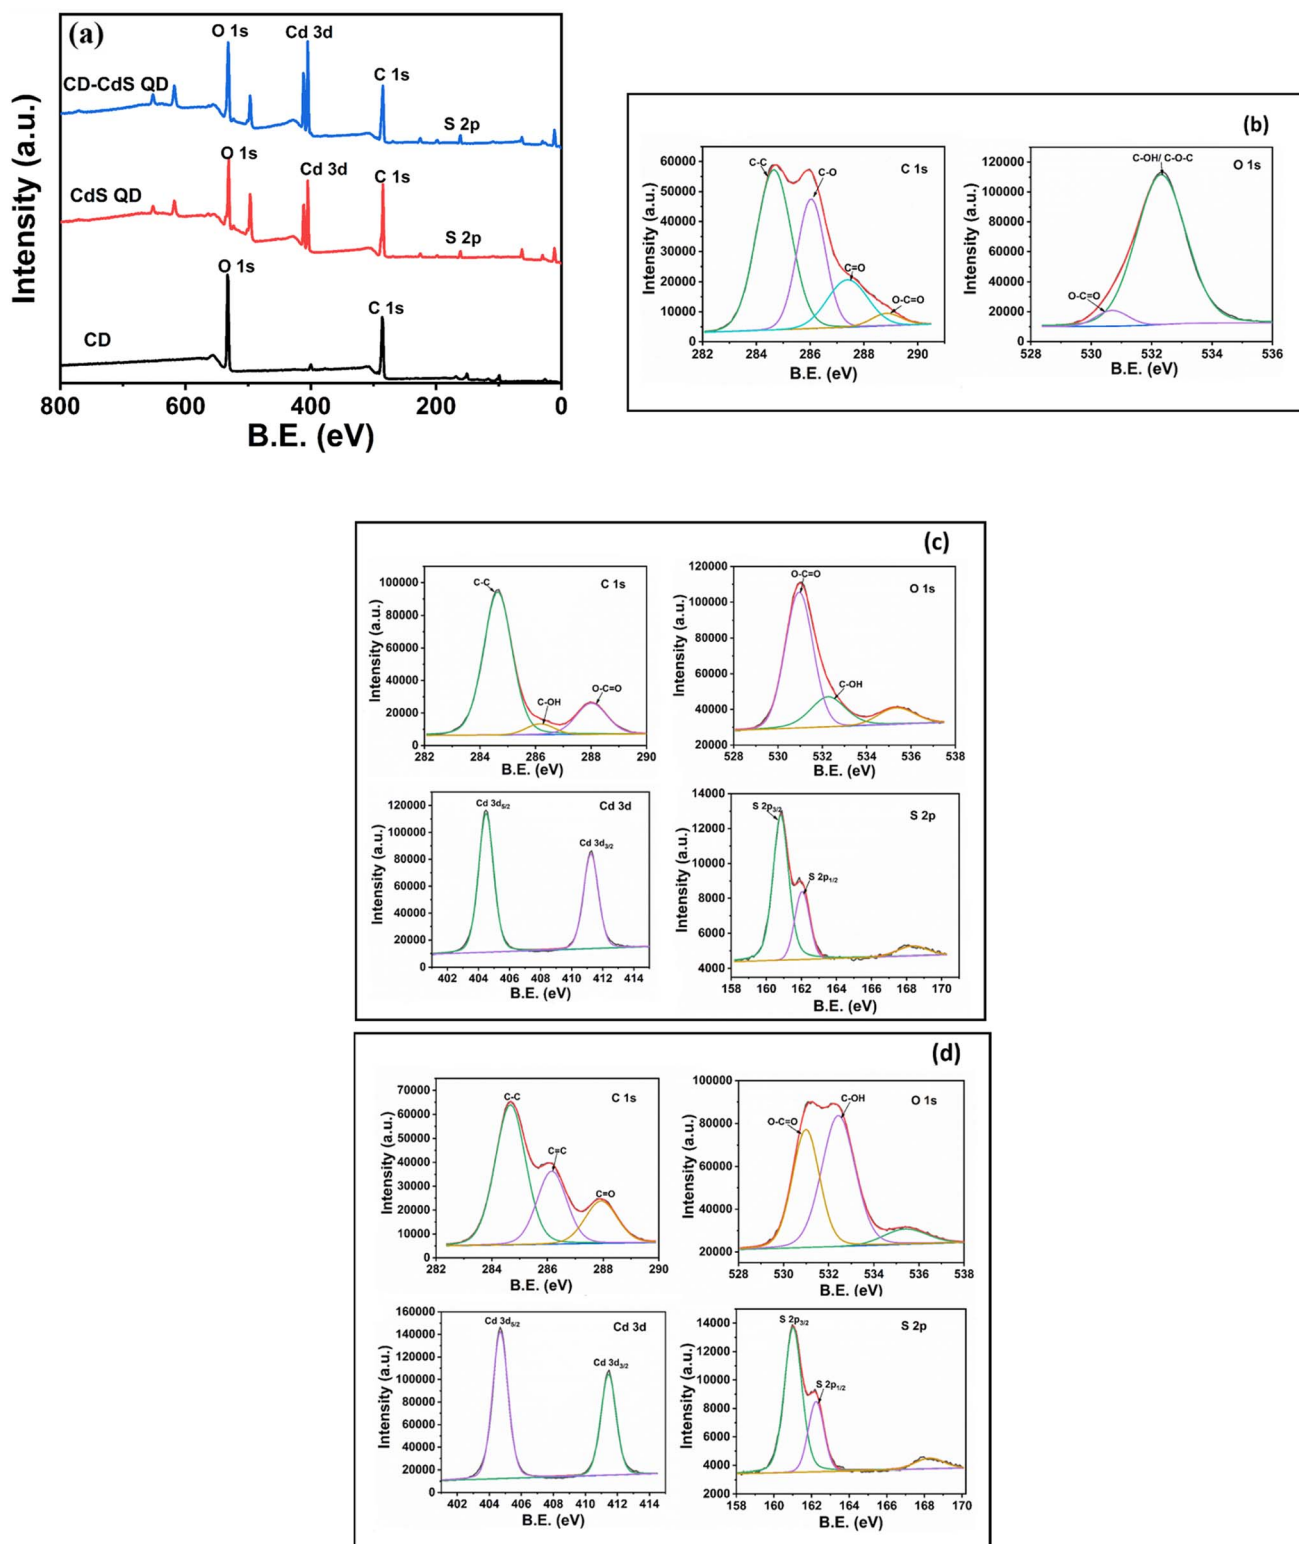 (a)
O 1s
Cd 3d
C 1s
CD-CdS QD
S 2p
O 1s
Cd 3d
C 1s
CdS QD
S 2p
O 1s
C 1s
CD
Intensity (a.u.)
800 600 400 200 0
B.E. (eV)
(b)
C 1s
C-C
C-O
C=O
O-C=O
Intensity (a.u.)
60000
50000
40000
30000
20000
10000
0
282 284 286 288 290
B.E. (eV)
O 1s
C-OH/ C-O-C
O-C=O
Intensity (a.u.)
120000
100000
80000
60000
40000
20000
0
528 530 532 534 536
B.E. (eV)
(c)
C 1s
C-C
C-OH
O-C=O
Intensity (a.u.)
100000
80000
60000
40000
20000
0
282 284 286 288 290
B.E. (eV)
O 1s
O-C=O
C-OH
Intensity (a.u.)
120000
100000
80000
60000
40000
20000
528 530 532 534 536 538
B.E. (eV)
Cd 3d
Cd 3d5/2
Cd 3d3/2
Intensity (a.u.)
120000
100000
80000
60000
40000
20000
0
402 404 406 408 410 412 414
B.E. (eV)
S 2p
S 2p3/2
S 2p1/2
Intensity (a.u.)
14000
12000
10000
8000
6000
4000
158 160 162 164 166 168 170
B.E. (eV)
(d)
C 1s
C-C
C=C
C=O
Intensity (a.u.)
70000
60000
50000
40000
30000
20000
10000
0
282 284 286 288 290
B.E. (eV)
O 1s
O-C=O
C-OH
Intensity (a.u.)
100000
80000
60000
40000
20000
528 530 532 534 536 538
B.E. (eV)
Cd 3d
Cd 3d5/2
Cd 3d3/2
Intensity (a.u.)
160000
140000
120000
100000
80000
60000
40000
20000
0
402 404 406 408 410 412 414
B.E. (eV)
S 2p
S 2p3/2
S 2p1/2
Intensity (a.u.)
14000
12000
10000
8000
6000
4000
2000
158 160 162 164 166 168 170
B.E. (eV)